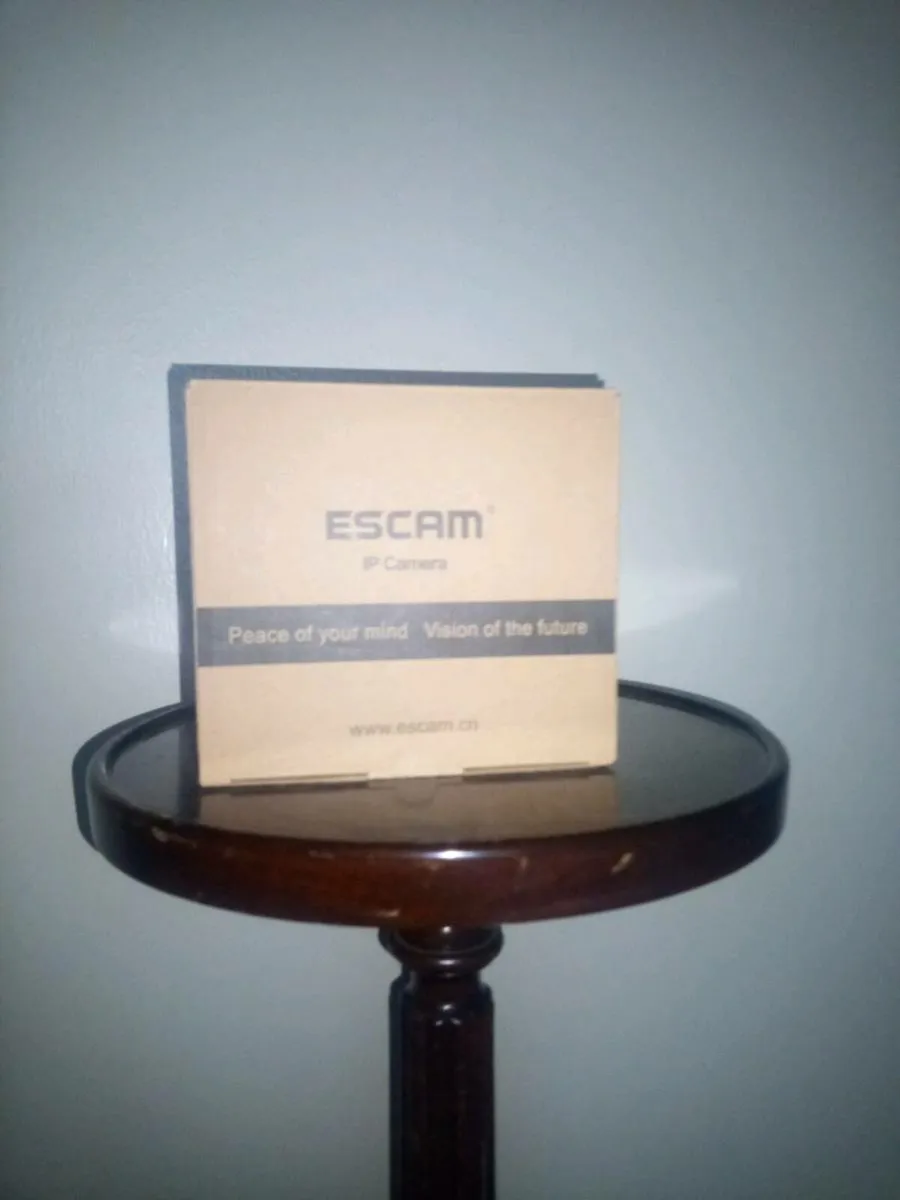 ESCAM®
IP Camera
Peace of your mind Vision of the future
www.escam.cn